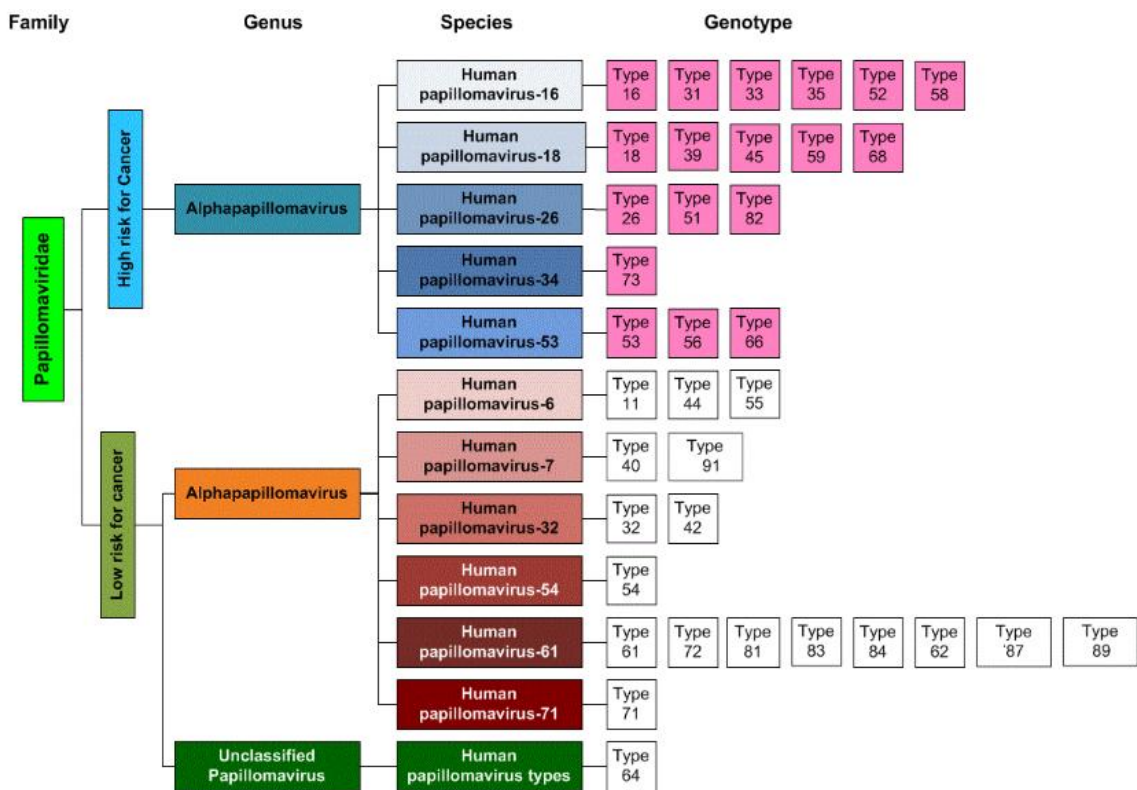 Family Genus Species Genotype
Papillomaviridae
High risk for Cancer
Alphapapillomavirus
Human
papillomavirus-16
Type Type Type Type Type Type
16 31 33 35 52 58
Human
papillomavirus-18
Type Type Type Type Type
18 39 45 59 68
Human
papillomavirus-26
Type Type Type
26 51 82
Human
papillomavirus-34
Type
73
Human
papillomavirus-53
Type Type Type
53 56 66
Low risk for cancer
Alphapapillomavirus
Human
papillomavirus-6
Type Type Type
11 44 55
Human
papillomavirus-7
Type Type
40 91
Human
papillomavirus-32
Type Type
32 42
Human
papillomavirus-54
Type
54
Human
papillomavirus-61
Type Type Type Type Type Type Type Type
61 72 81 83 84 62 '87 89
Human
papillomavirus-71
Type
71
Unclassified
Papillomavirus
Human
papillomavirus types
Type
64